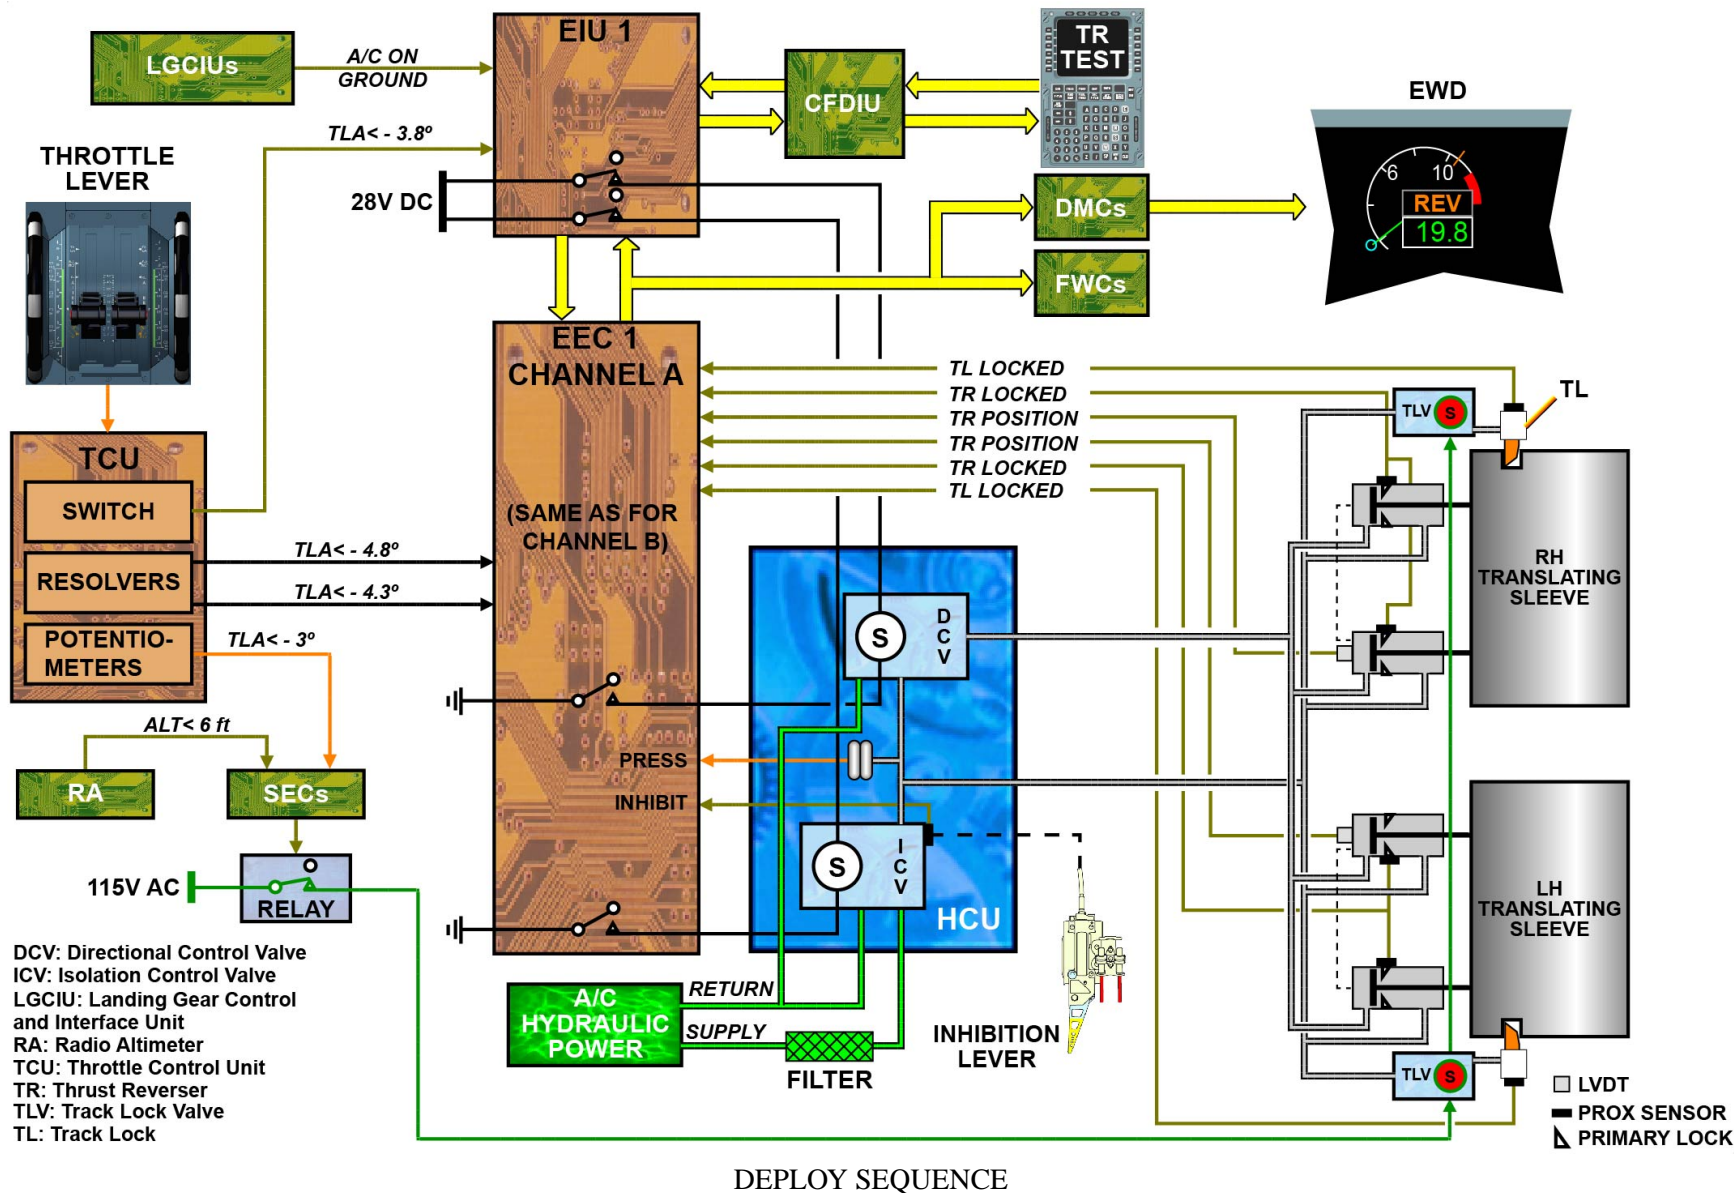 EIU 1
LGCIUs
A/C ON
GROUND
TLA< - 3.8º
28V DC
CFDIU
TR
TEST
EWD
6
10
REV
19.8
DMCs
FWCs
THROTTLE
LEVER
TCU
SWITCH
RESOLVERS
POTENTIO-
METERS
TLA< - 4.8º
TLA< - 4.3º
TLA< - 3º
EEC 1
CHANNEL A
(SAME AS FOR
CHANNEL B)
PRESS
INHIBIT
TL LOCKED
TR LOCKED
TR POSITION
TR POSITION
TR LOCKED
TL LOCKED
TLV
S
TL
RH
TRANSLATING
SLEEVE
S
D
C
V
S
I
C
V
HCU
ALT< 6 ft
RA
SECs
115V AC
RELAY
LH
TRANSLATING
SLEEVE
TLV
S
A/C
HYDRAULIC
POWER
RETURN
SUPPLY
FILTER
INHIBITION
LEVER
DCV: Directional Control Valve
ICV: Isolation Control Valve
LGCIU: Landing Gear Control
and Interface Unit
RA: Radio Altimeter
TCU: Throttle Control Unit
TR: Thrust Reverser
TLV: Track Lock Valve
TL: Track Lock
LVDT
PROX SENSOR
PRIMARY LOCK
DEPLOY SEQUENCE